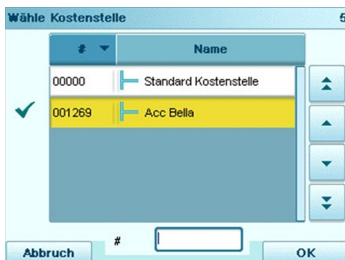 Wähle Kostenstelle 5
# Name
00000 Standard Kostenstelle
001269 Acc Bella
#
Abbruch OK